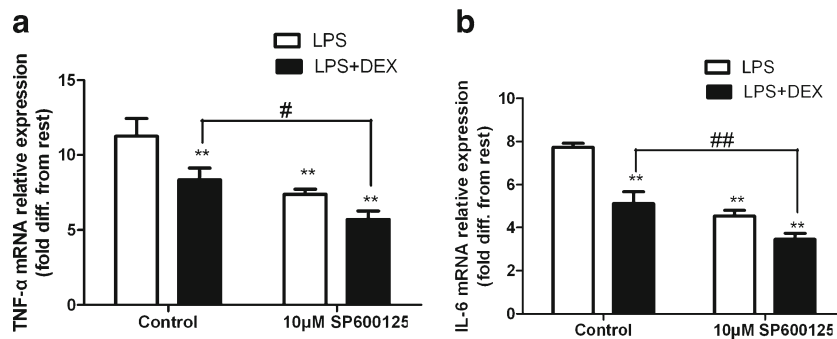 a
LPS
LPS+DEX
TNF-α mRNA relative expression
(fold diff. from rest)
15
10
5
0
**
**
**
#
Control
10μM SP600125
b
LPS
LPS+DEX
IL-6 mRNA relative expression
(fold diff. from rest)
10
8
6
4
2
0
**
**
**
##
Control
10μM SP600125